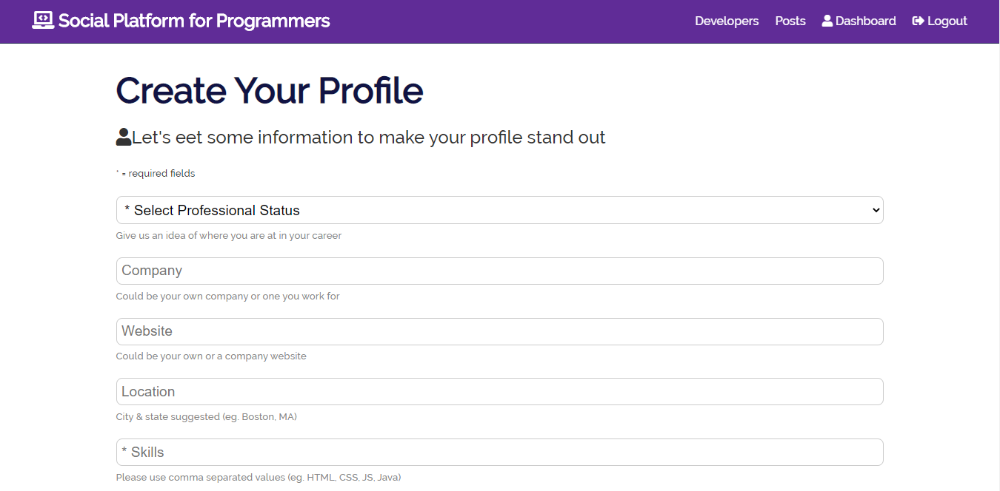 Social Platform for Programmers Developers Posts Dashboard Logout
Create Your Profile
Let's eet some information to make your profile stand out
* = required fields
* Select Professional Status
Give us an idea of where you are at in your career
Company
Could be your own company or one you work for
Website
Could be your own or a company website
Location
City & state suggested (eg. Boston, MA)
* Skills
Please use comma separated values (eg. HTML, CSS, JS, Java)